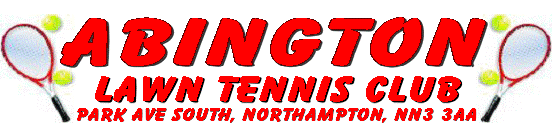 ABINGTON
LAWN TENNIS CLUB
PARK AVE SOUTH, NORTHAMPTON, NN3 3AA